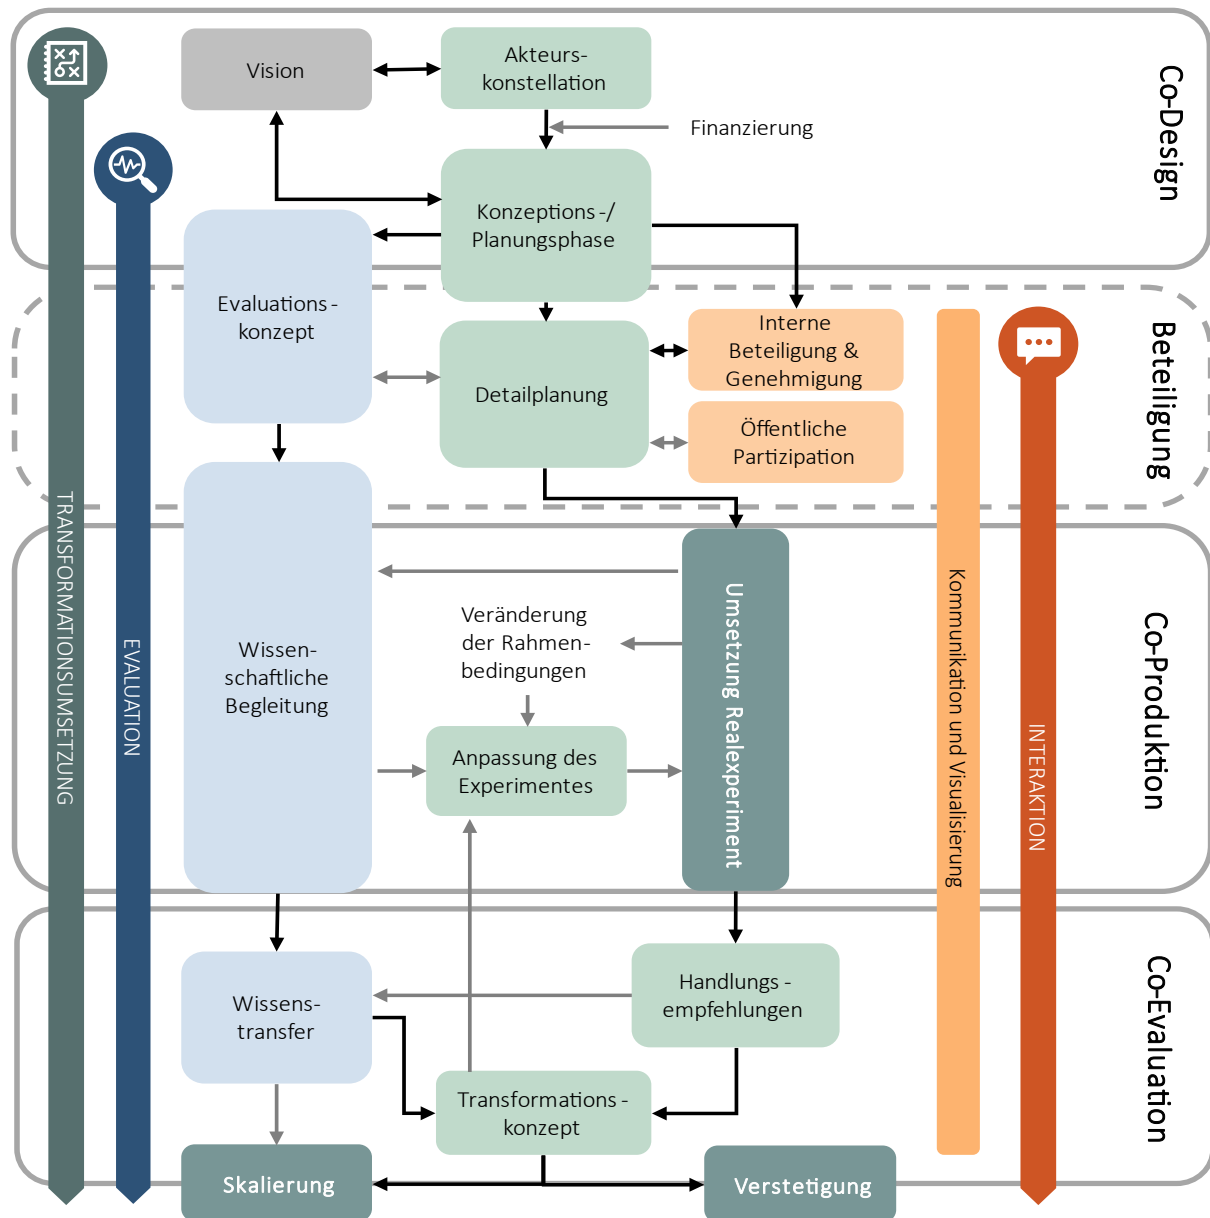 Vision
Akteurs-
konstellation
Finanzierung
Konzeptions-/
Planungsphase
Co-Design
Evaluations-
konzept
Detailplanung
Interne
Beteiligung &
Genehmigung
Öffentliche
Partizipation
Beteiligung
TRANSFORMATIONSUMSETZUNG
EVALUATION
Wissen-
schaftliche
Begleitung
Veränderung
der Rahmen-
bedingungen
Anpassung des
Experimentes
Umsetzung Realexperiment
Kommunikation und Visualisierung
INTERAKTION
Co-Produktion
Wissens-
transfer
Handlungs-
empfehlungen
Transformations-
konzept
Co-Evaluation
Skalierung
Verstetigung